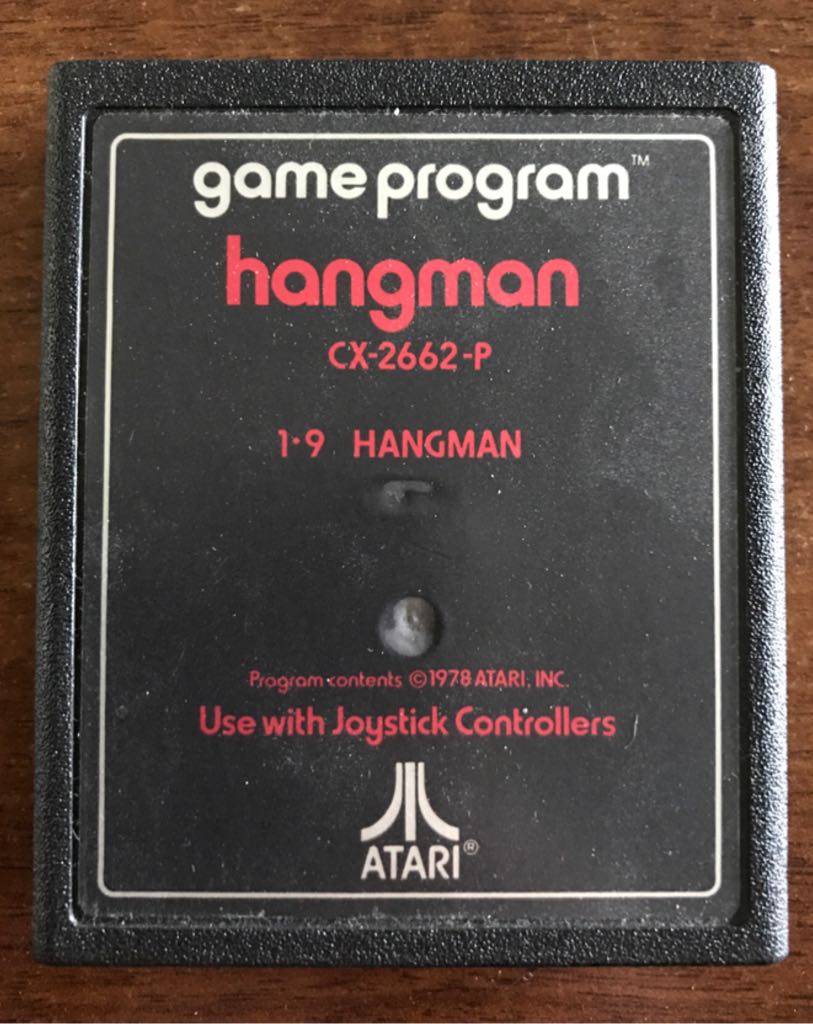 game program™
hangman
CX-2662-P
1•9 HANGMAN
Program contents ©1978 ATARI, INC.
Use with Joystick Controllers
ATARI®